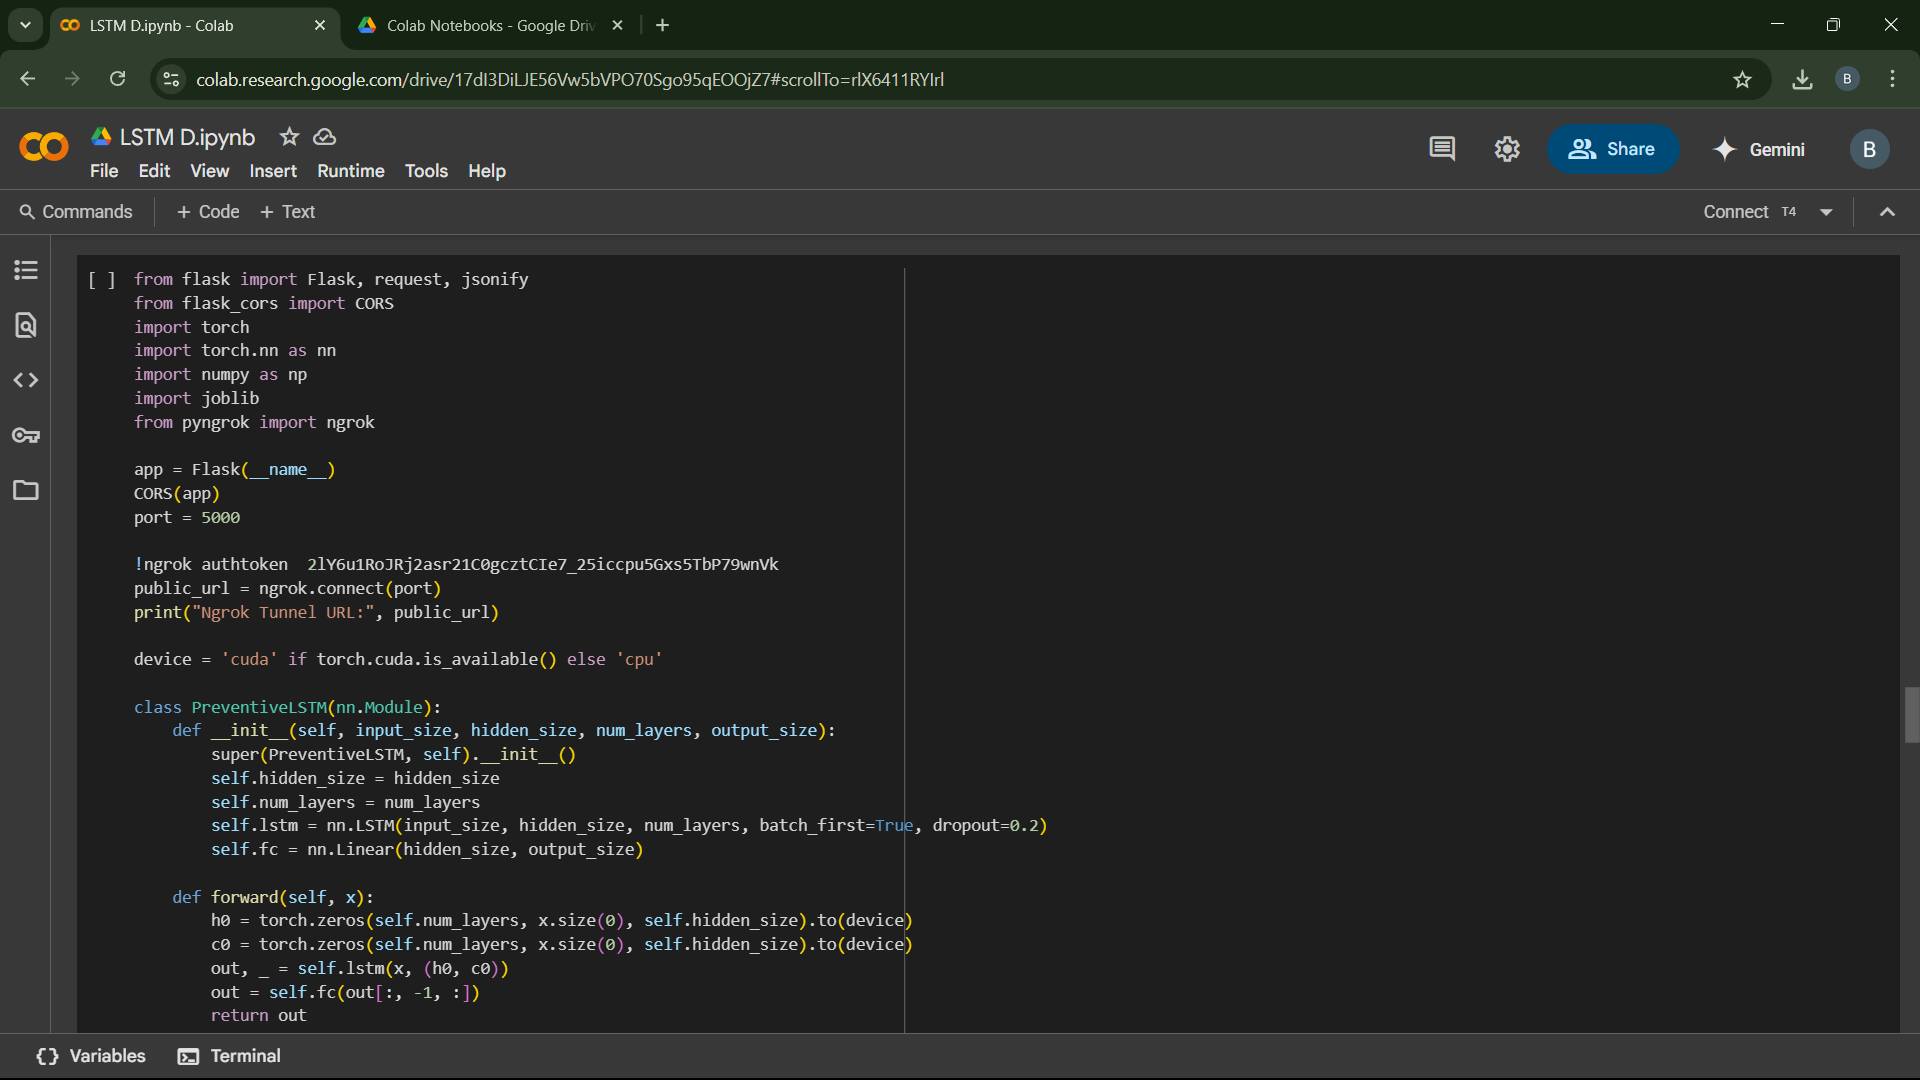 LSTM D.ipynb - Colab
Colab Notebooks - Google Driv
colab.research.google.com/drive/17dI3DiLJE56Vw5bVPO70Sgo95qEOOjZ7#scrollTo=rlX6411RYIrl
B
LSTM D.ipynb
File Edit View Insert Runtime Tools Help
Share
Gemini
B
Commands
+ Code + Text
Connect T4
[ ] from flask import Flask, request, jsonify
from flask_cors import CORS
import torch
import torch.nn as nn
import numpy as np
import joblib
from pyngrok import ngrok
app = Flask(__name__)
CORS(app)
port = 5000
!ngrok authtoken  2lY6u1RoJRj2asr21C0gcztCIe7_25iccpu5Gxs5TbP79wnVk
public_url = ngrok.connect(port)
print("Ngrok Tunnel URL:", public_url)
device = 'cuda' if torch.cuda.is_available() else 'cpu'
class PreventiveLSTM(nn.Module):
    def __init__(self, input_size, hidden_size, num_layers, output_size):
        super(PreventiveLSTM, self).__init__()
        self.hidden_size = hidden_size
        self.num_layers = num_layers
        self.lstm = nn.LSTM(input_size, hidden_size, num_layers, batch_first=True, dropout=0.2)
        self.fc = nn.Linear(hidden_size, output_size)
    def forward(self, x):
        h0 = torch.zeros(self.num_layers, x.size(0), self.hidden_size).to(device)
        c0 = torch.zeros(self.num_layers, x.size(0), self.hidden_size).to(device)
        out, _ = self.lstm(x, (h0, c0))
        out = self.fc(out[:, -1, :])
        return out
Variables
Terminal